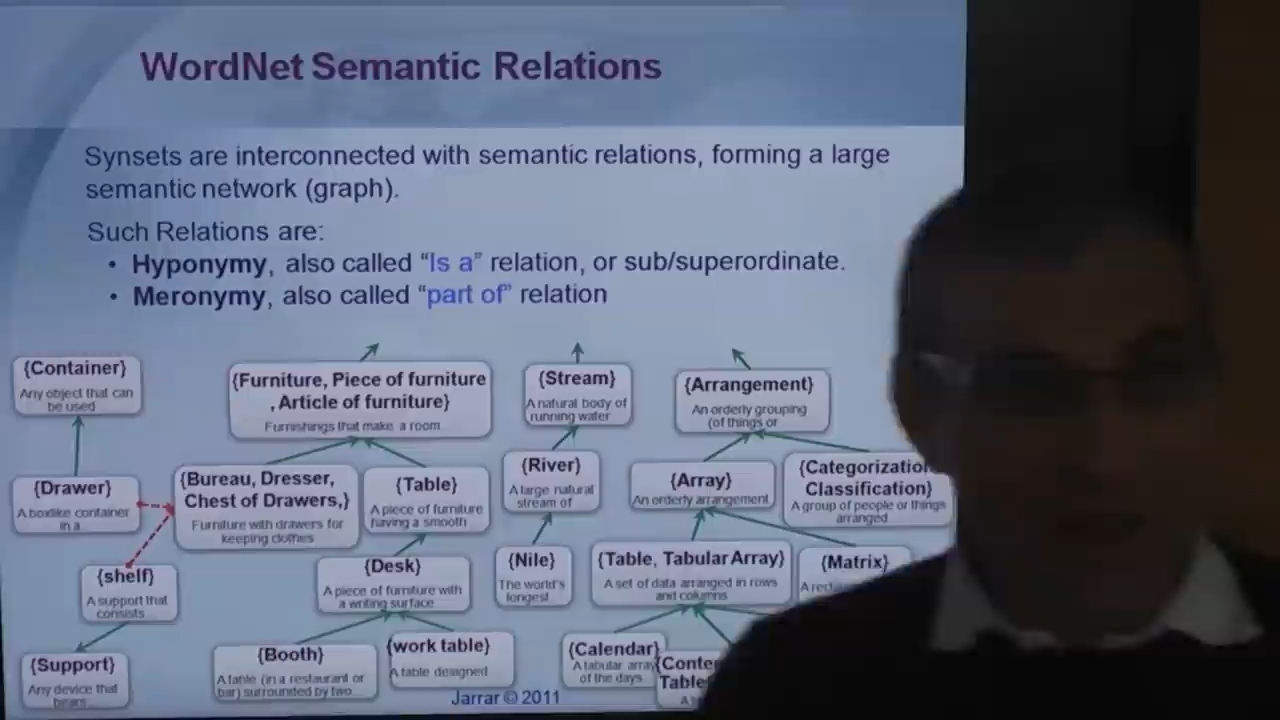 WordNet Semantic Relations
Synsets are interconnected with semantic relations, forming a large
semantic network (graph).
Such Relations are:
• Hyponymy, also called “Is a” relation, or sub/superordinate.
• Meronymy, also called “part of” relation
{Container}
Any object that can
be used
{Furniture, Piece of furniture
, Article of furniture}
Furnishings that make a room
{Stream}
A natural body of
running water
{Arrangement}
An orderly grouping
(of things or
{Drawer}
A boxlike container
in a...
{Bureau, Dresser,
Chest of Drawers,}
Furniture with drawers for
keeping clothes
{Table}
A piece of furniture
having a smooth
{River}
A large natural
stream of
{Array}
An orderly arrangement
{Categorization
Classification}
A group of people or things
arranged
{shelf}
A support that
consists...
{Desk}
A piece of furniture with
a writing surface
{Nile}
The world's
longest
{Table, Tabular Array}
A set of data arranged in rows
and columns
{Matrix}
{Support}
Any device that
bears...
{Booth}
A table (in a restaurant or
bar) surrounded by two...
{work table}
A table designed
{Calendar}
A tabular array
of the days
Table
Jarrar © 2011